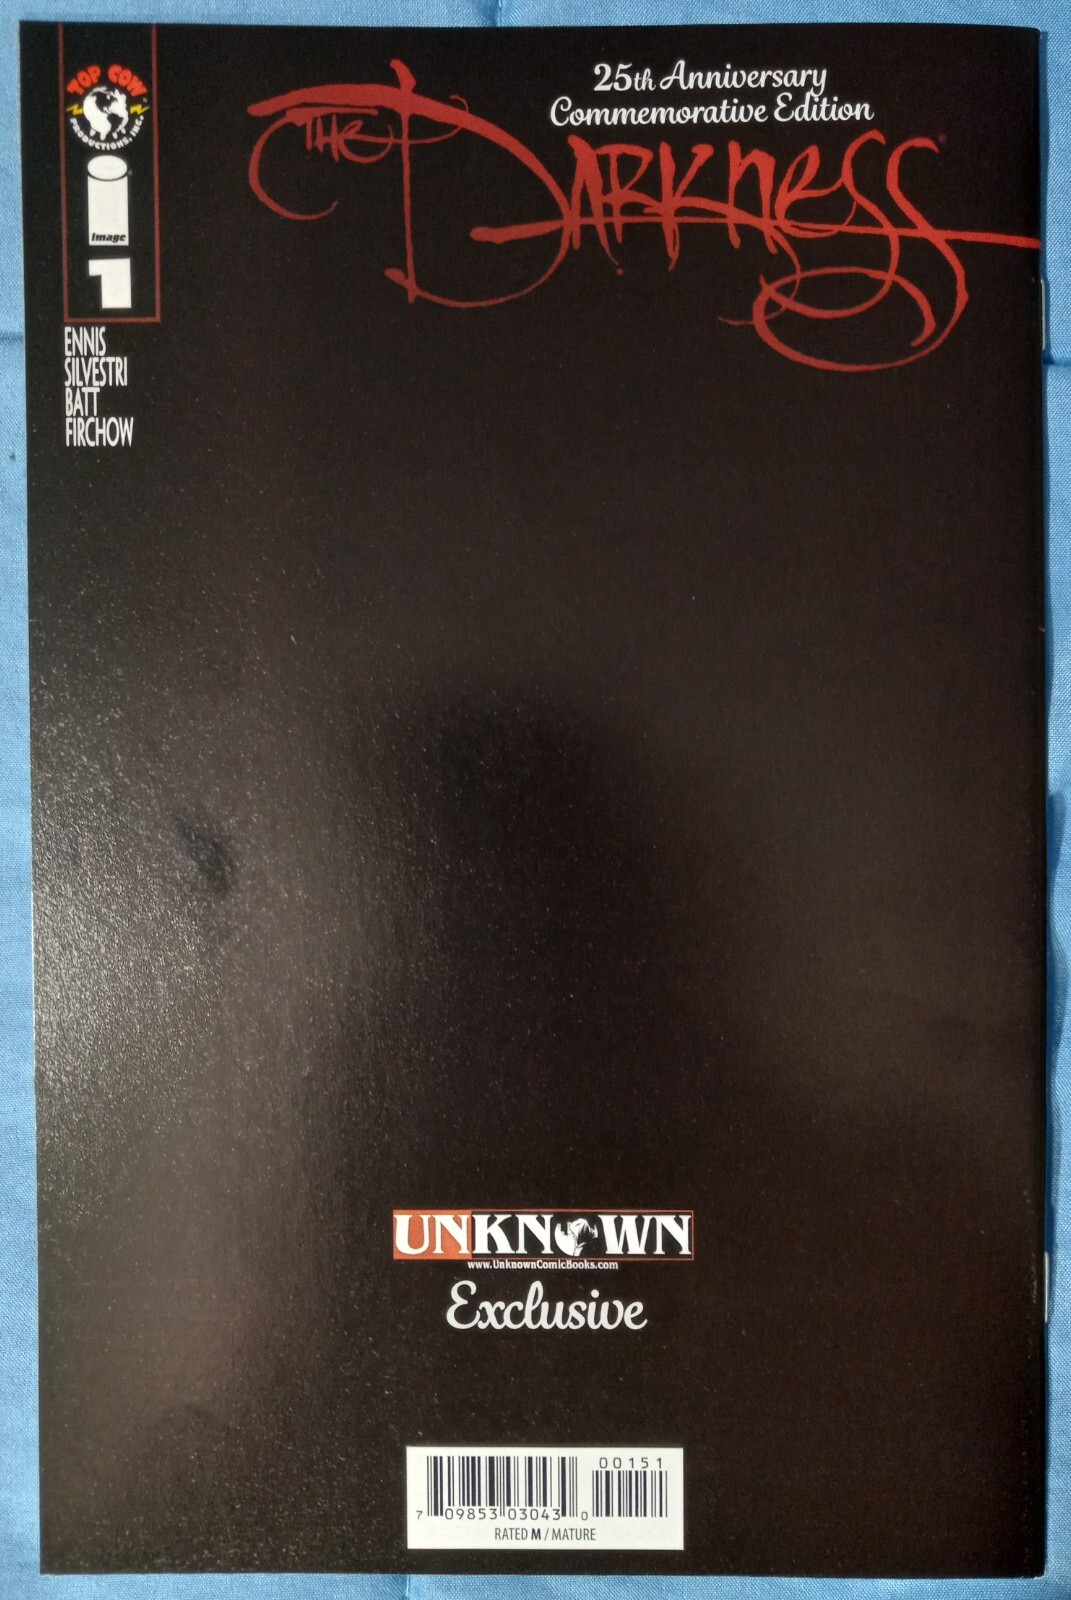 TOP COW
PRODUCTIONS, INC.
image
1
ENNIS
SILVESTRI
BATT
FIRCHOW
25th Anniversary
Commemorative Edition
THE DARKNESS
UNKNOWN
www.UnknownComicBooks.com
Exclusive
00151
7 09853 03043 0
RATED M / MATURE